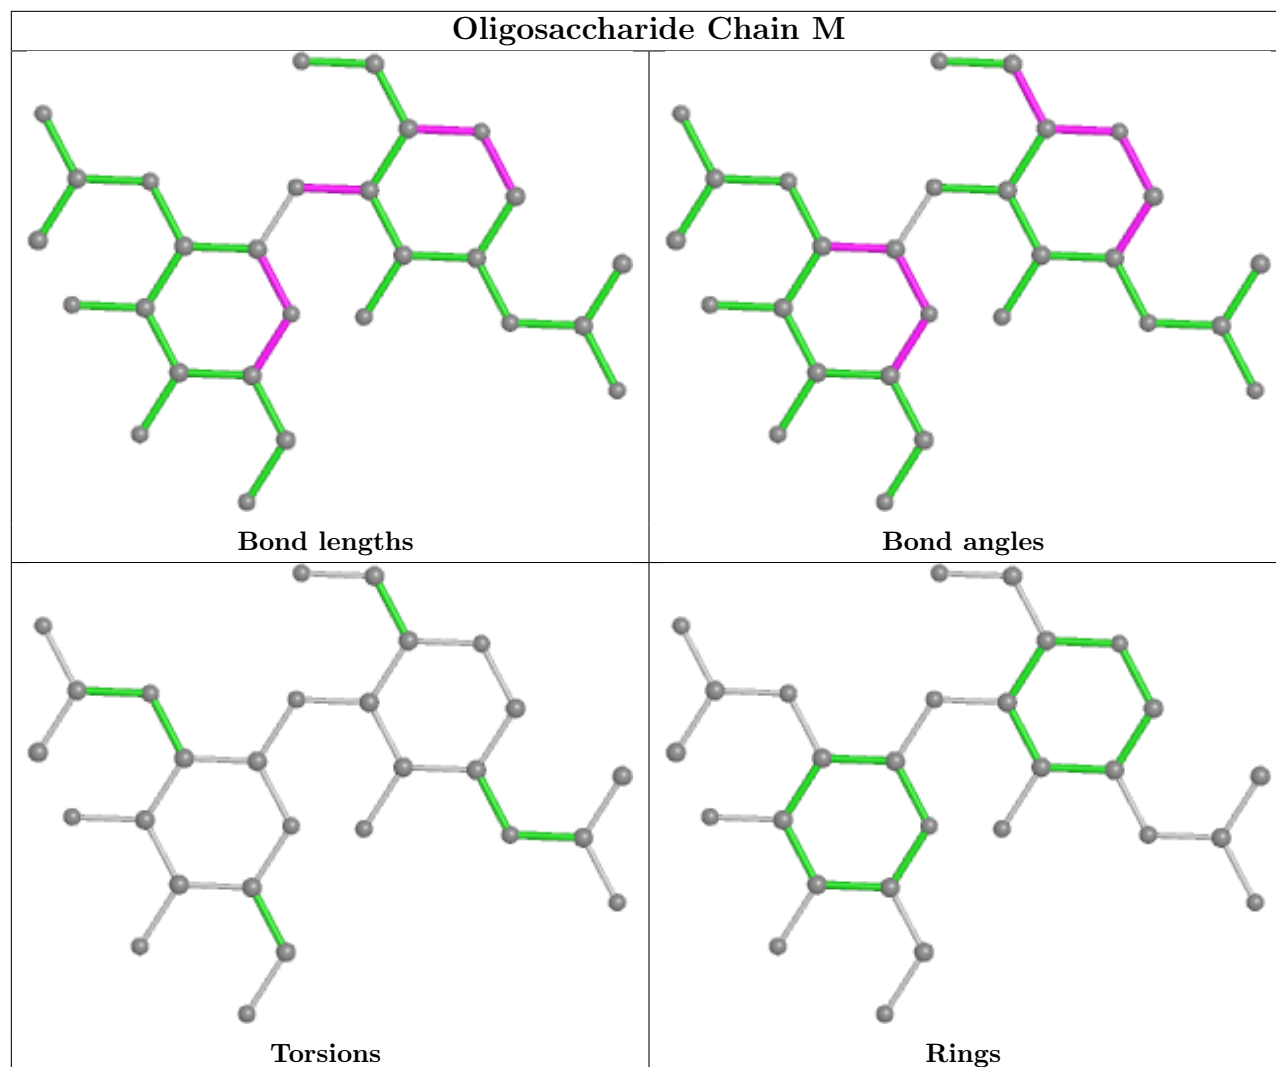 Oligosaccharide Chain M
Bond lengths
Bond angles
Torsions
Rings